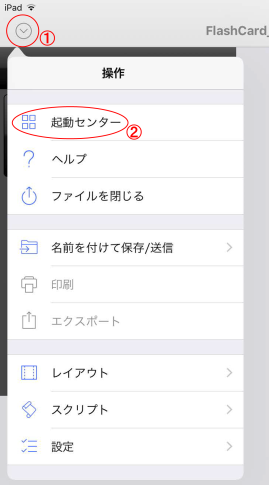 iPad
①
FlashCard_
操作
起動センター
②
ヘルプ
ファイルを閉じる
名前を付けて保存/送信
印刷
エクスポート
レイアウト
スクリプト
設定